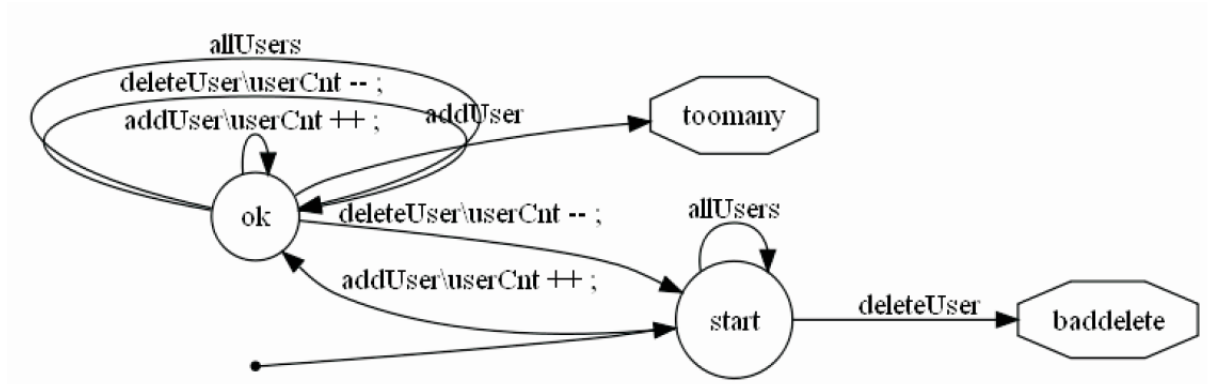 allUsers
deleteUser\userCnt -- ;
addUser\userCnt ++ ;
addUser
toomany
ok
deleteUser\userCnt -- ;
allUsers
addUser\userCnt ++ ;
start
deleteUser
baddelete